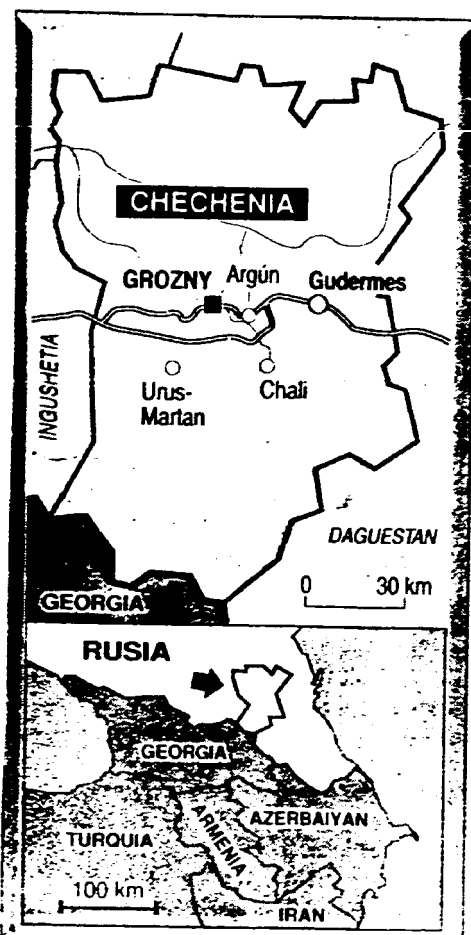 CHECHENIA
GROZNY
Argún
Gudermes
Urus-
Martan
Chali
INGUSHETIA
DAGUESTAN
GEORGIA
0 30 km
RUSIA
GEORGIA
AZERBAIYAN
ARMENIA
TURQUIA
100 km
IRAN